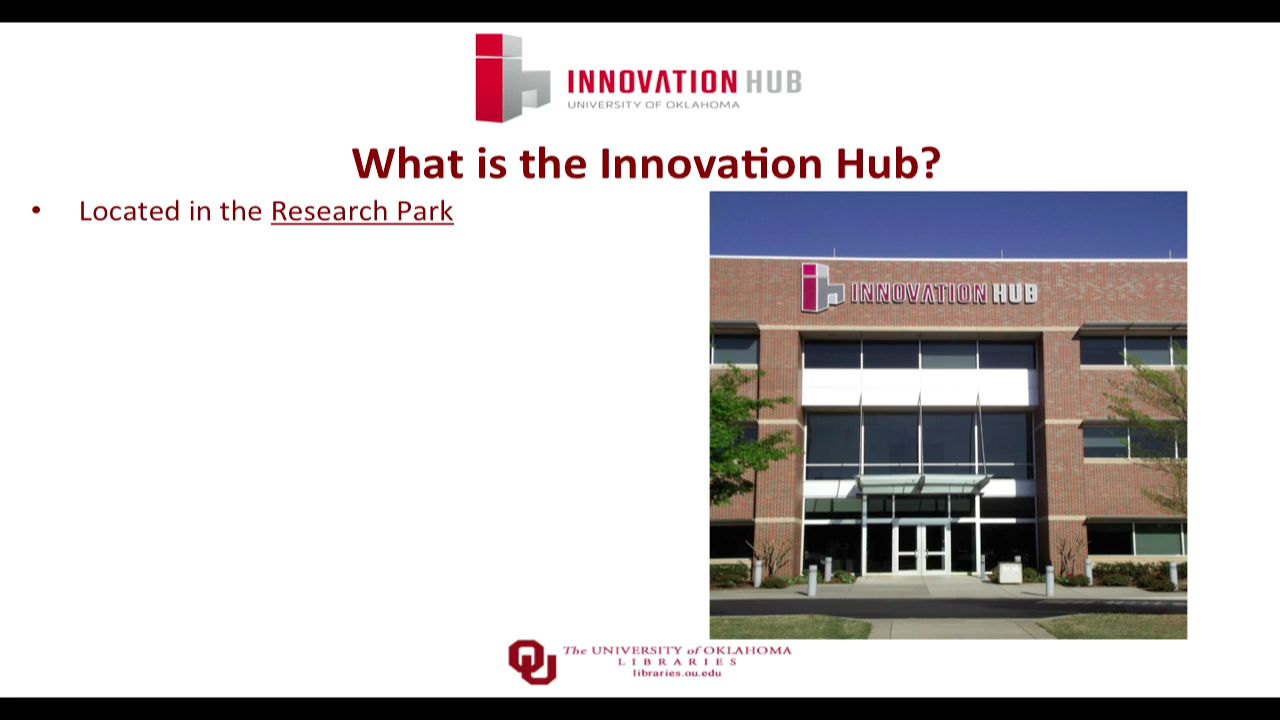 INNOVATION HUB
UNIVERSITY OF OKLAHOMA
What is the Innovation Hub?
• Located in the Research Park
INNOVATION HUB
The UNIVERSITY of OKLAHOMA
LIBRARIES
libraries.ou.edu